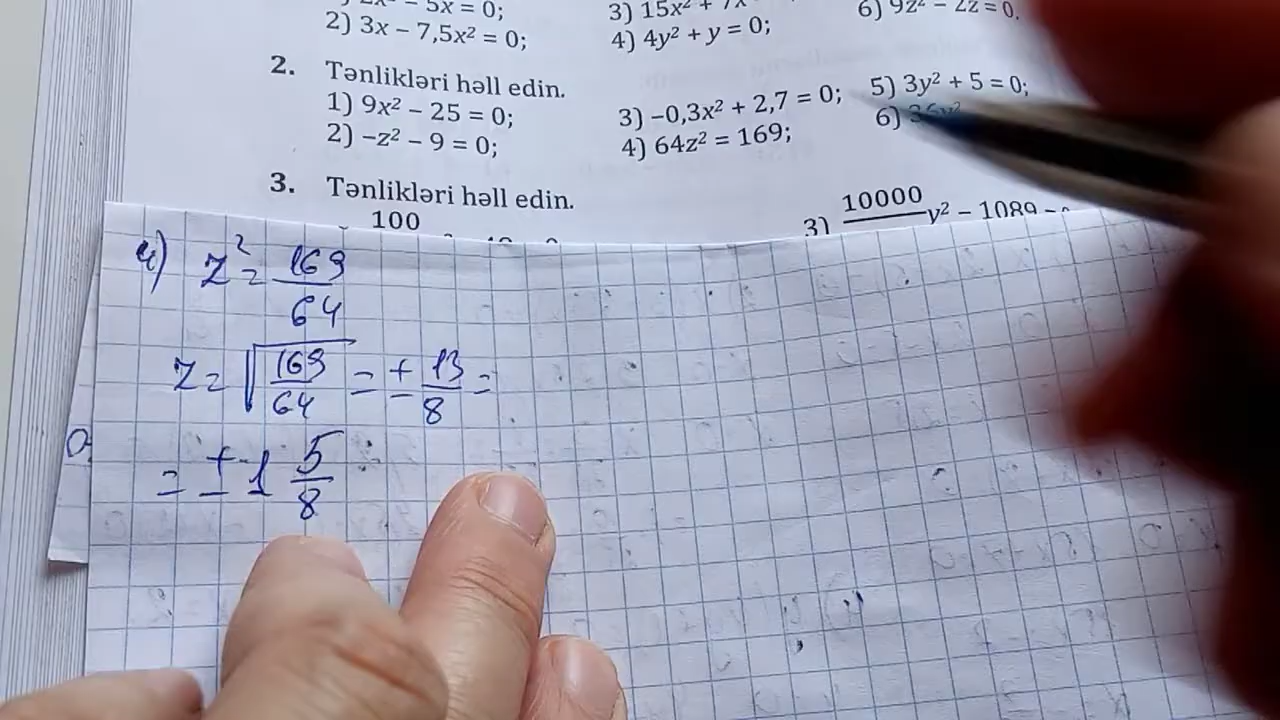 − 5x = 0;
3) 15x² +
6) 9z² − 2z = 0.
2) 3x − 7,5x² = 0;
4) 4y² + y = 0;
2. Tənlikləri həll edin.
1) 9x² − 25 = 0;
3) −0,3x² + 2,7 = 0;
5) 3y² + 5 = 0;
2) −z² − 9 = 0;
4) 64z² = 169;
6) 36y²
3. Tənlikləri həll edin.
100
3) 10000 y² − 1089
4) z² = 169/64
z = √169/64 = ± 13/8 =
= ± 1 5/8